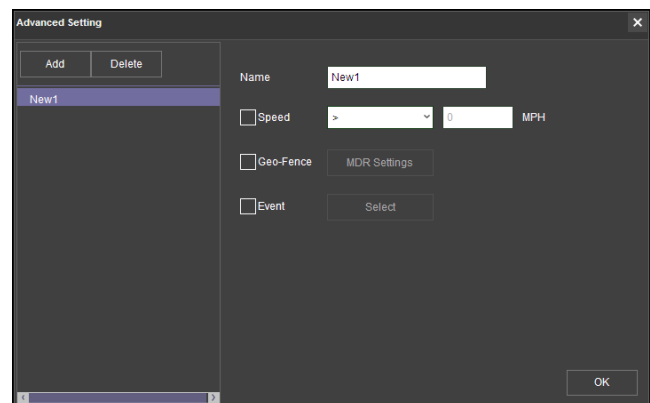 Advanced Setting
Add Delete
New1
Name New1
Speed > 0 MPH
Geo-Fence MDR Settings
Event Select
OK